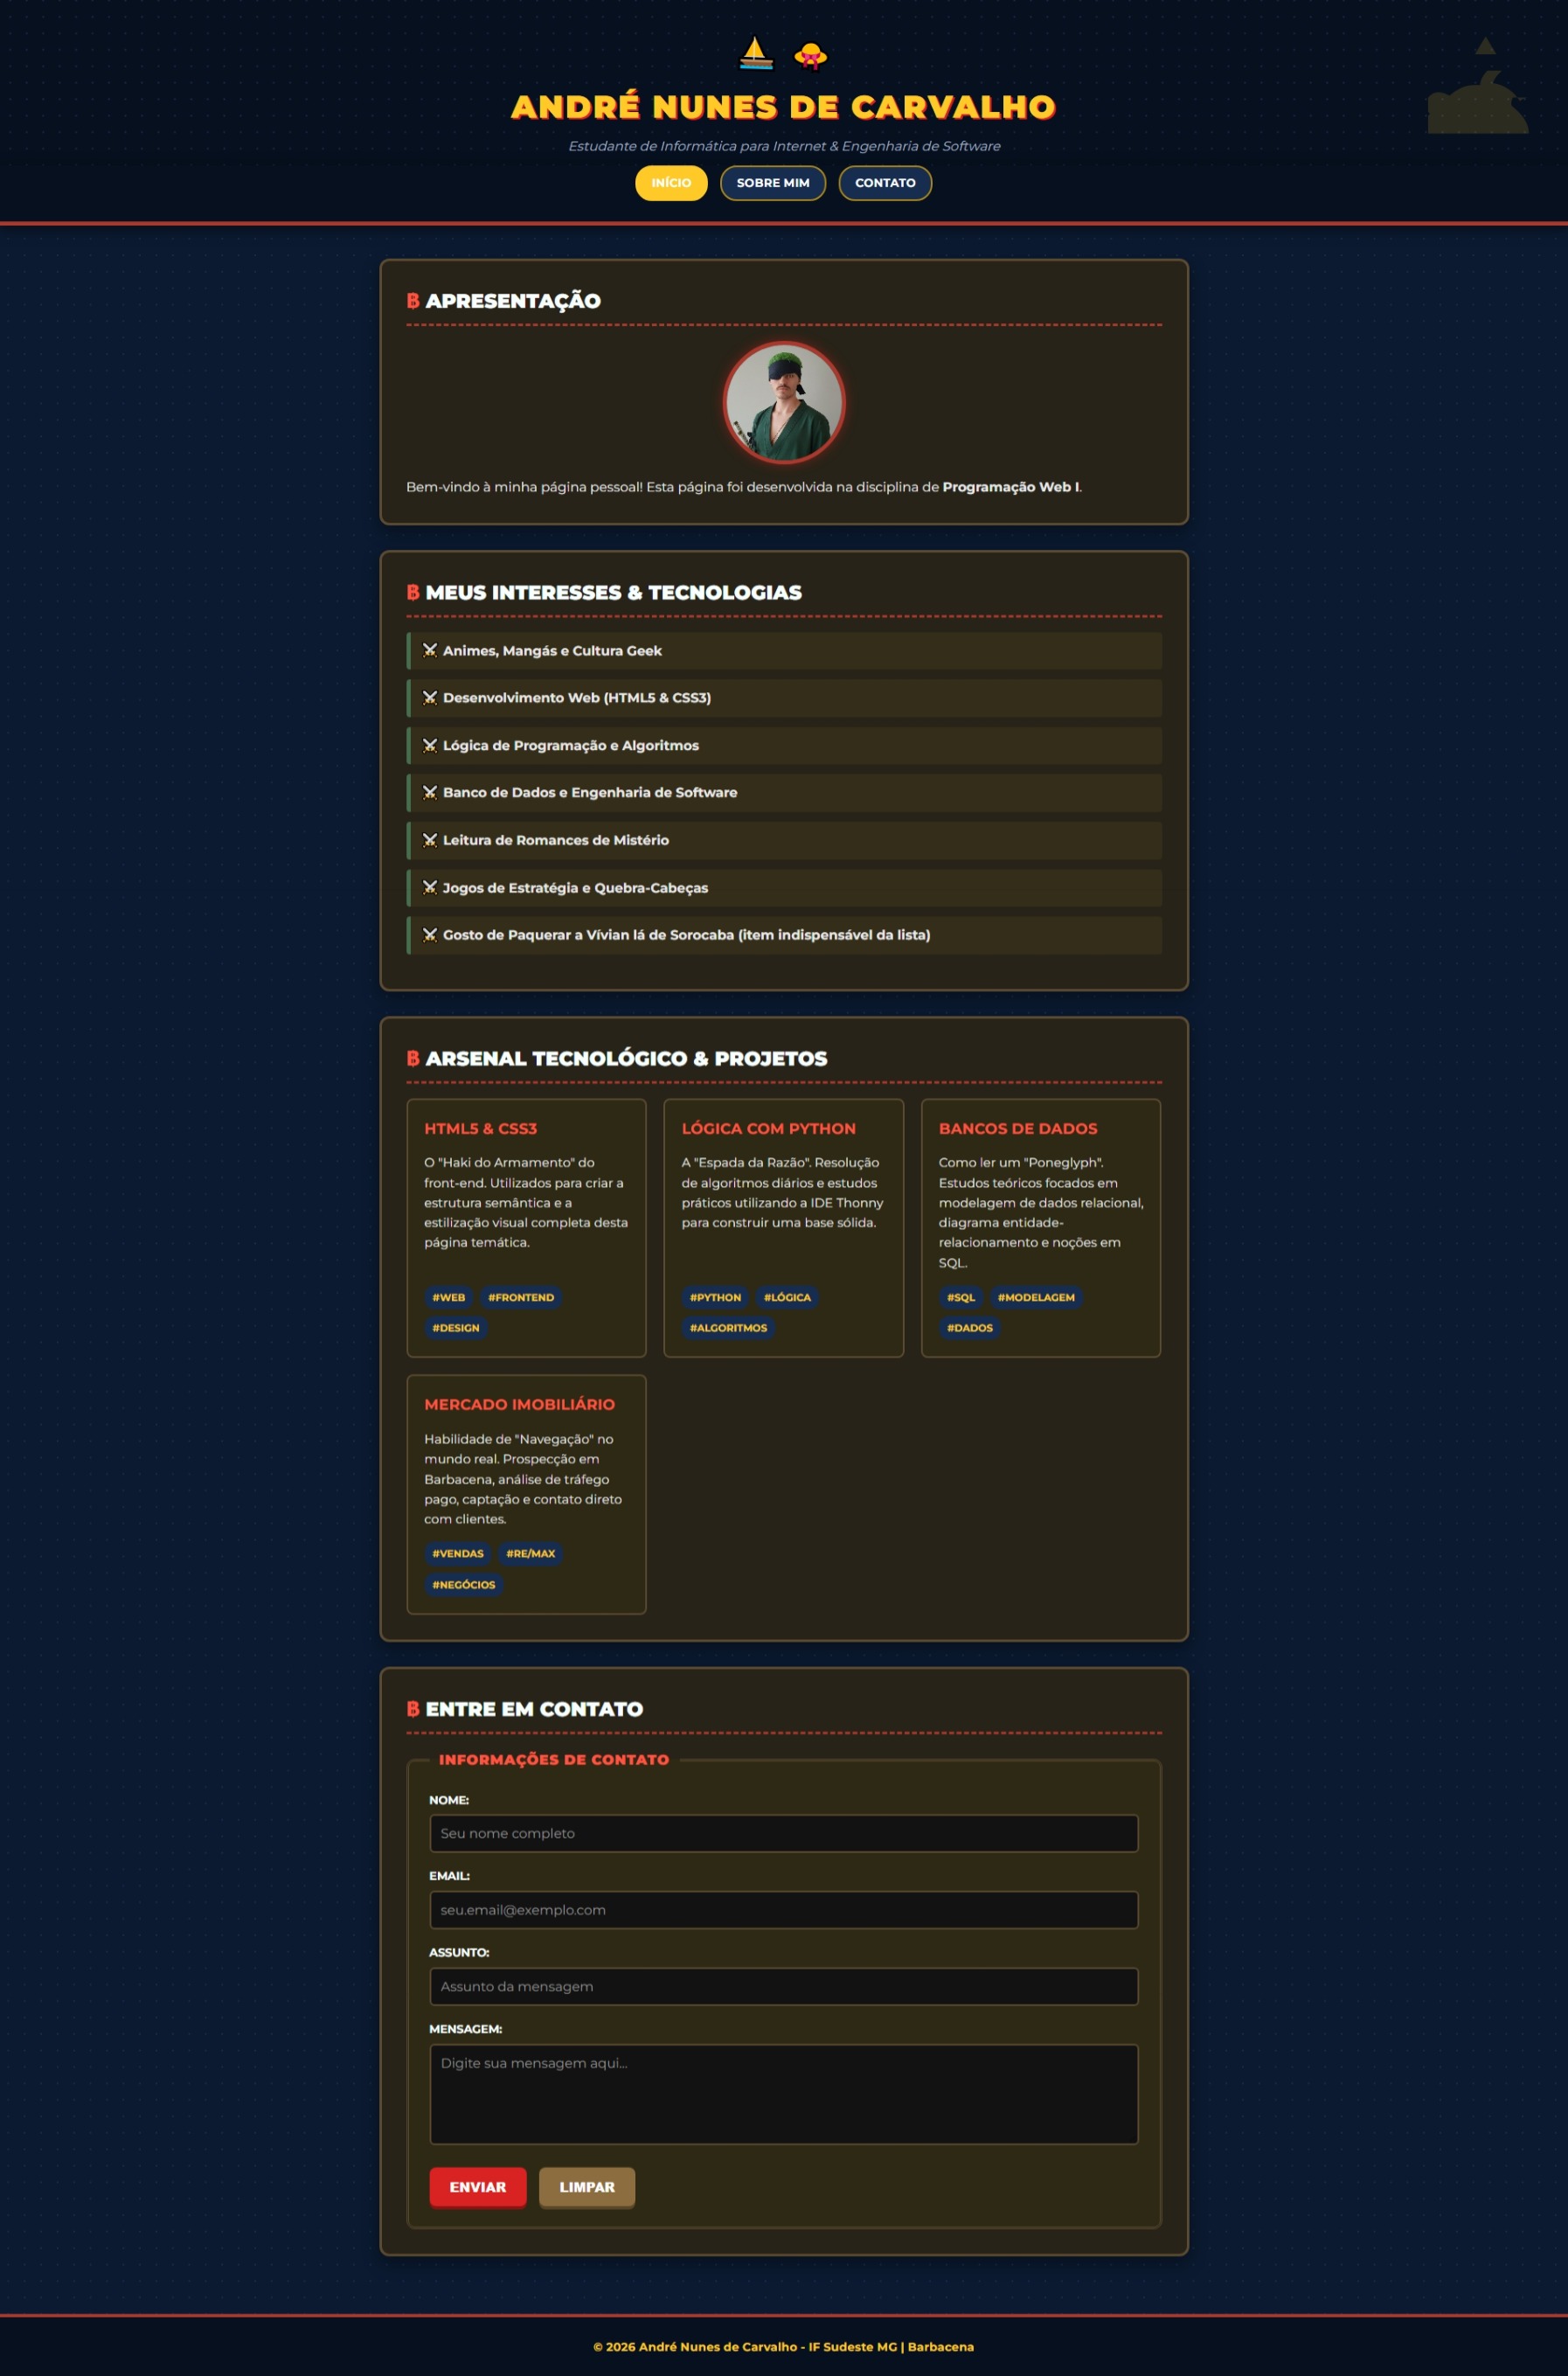 ANDRÉ NUNES DE CARVALHO
Estudante de Informática para Internet & Engenharia de Software
INÍCIO SOBRE MIM CONTATO
฿ APRESENTAÇÃO
Bem-vindo à minha página pessoal! Esta página foi desenvolvida na disciplina de Programação Web I.
฿ MEUS INTERESSES & TECNOLOGIAS
⚔️ Animes, Mangás e Cultura Geek
⚔️ Desenvolvimento Web (HTML5 & CSS3)
⚔️ Lógica de Programação e Algoritmos
⚔️ Banco de Dados e Engenharia de Software
⚔️ Leitura de Romances de Mistério
⚔️ Jogos de Estratégia e Quebra-Cabeças
⚔️ Gosto de Paquerar a Vívian lá de Sorocaba (item indispensável da lista)
฿ ARSENAL TECNOLÓGICO & PROJETOS
HTML5 & CSS3
O "Haki do Armamento" do
front-end. Utilizados para criar a
estrutura semântica e a
estilização visual completa desta
página temática.
#WEB #FRONTEND
#DESIGN
LÓGICA COM PYTHON
A "Espada da Razão". Resolução
de algoritmos diários e estudos
práticos utilizando a IDE Thonny
para construir uma base sólida.
#PYTHON #LÓGICA
#ALGORITMOS
BANCOS DE DADOS
Como ler um "Poneglyph".
Estudos teóricos focados em
modelagem de dados relacional,
diagrama entidade-
relacionamento e noções em
SQL.
#SQL #MODELAGEM
#DADOS
MERCADO IMOBILIÁRIO
Habilidade de "Navegação" no
mundo real. Prospecção em
Barbacena, análise de tráfego
pago, captação e contato direto
com clientes.
#VENDAS #RE/MAX
#NEGÓCIOS
฿ ENTRE EM CONTATO
INFORMAÇÕES DE CONTATO
NOME:
Seu nome completo
EMAIL:
seu.email@exemplo.com
ASSUNTO:
Assunto da mensagem
MENSAGEM:
Digite sua mensagem aqui...
ENVIAR LIMPAR
© 2026 André Nunes de Carvalho - IF Sudeste MG | Barbacena